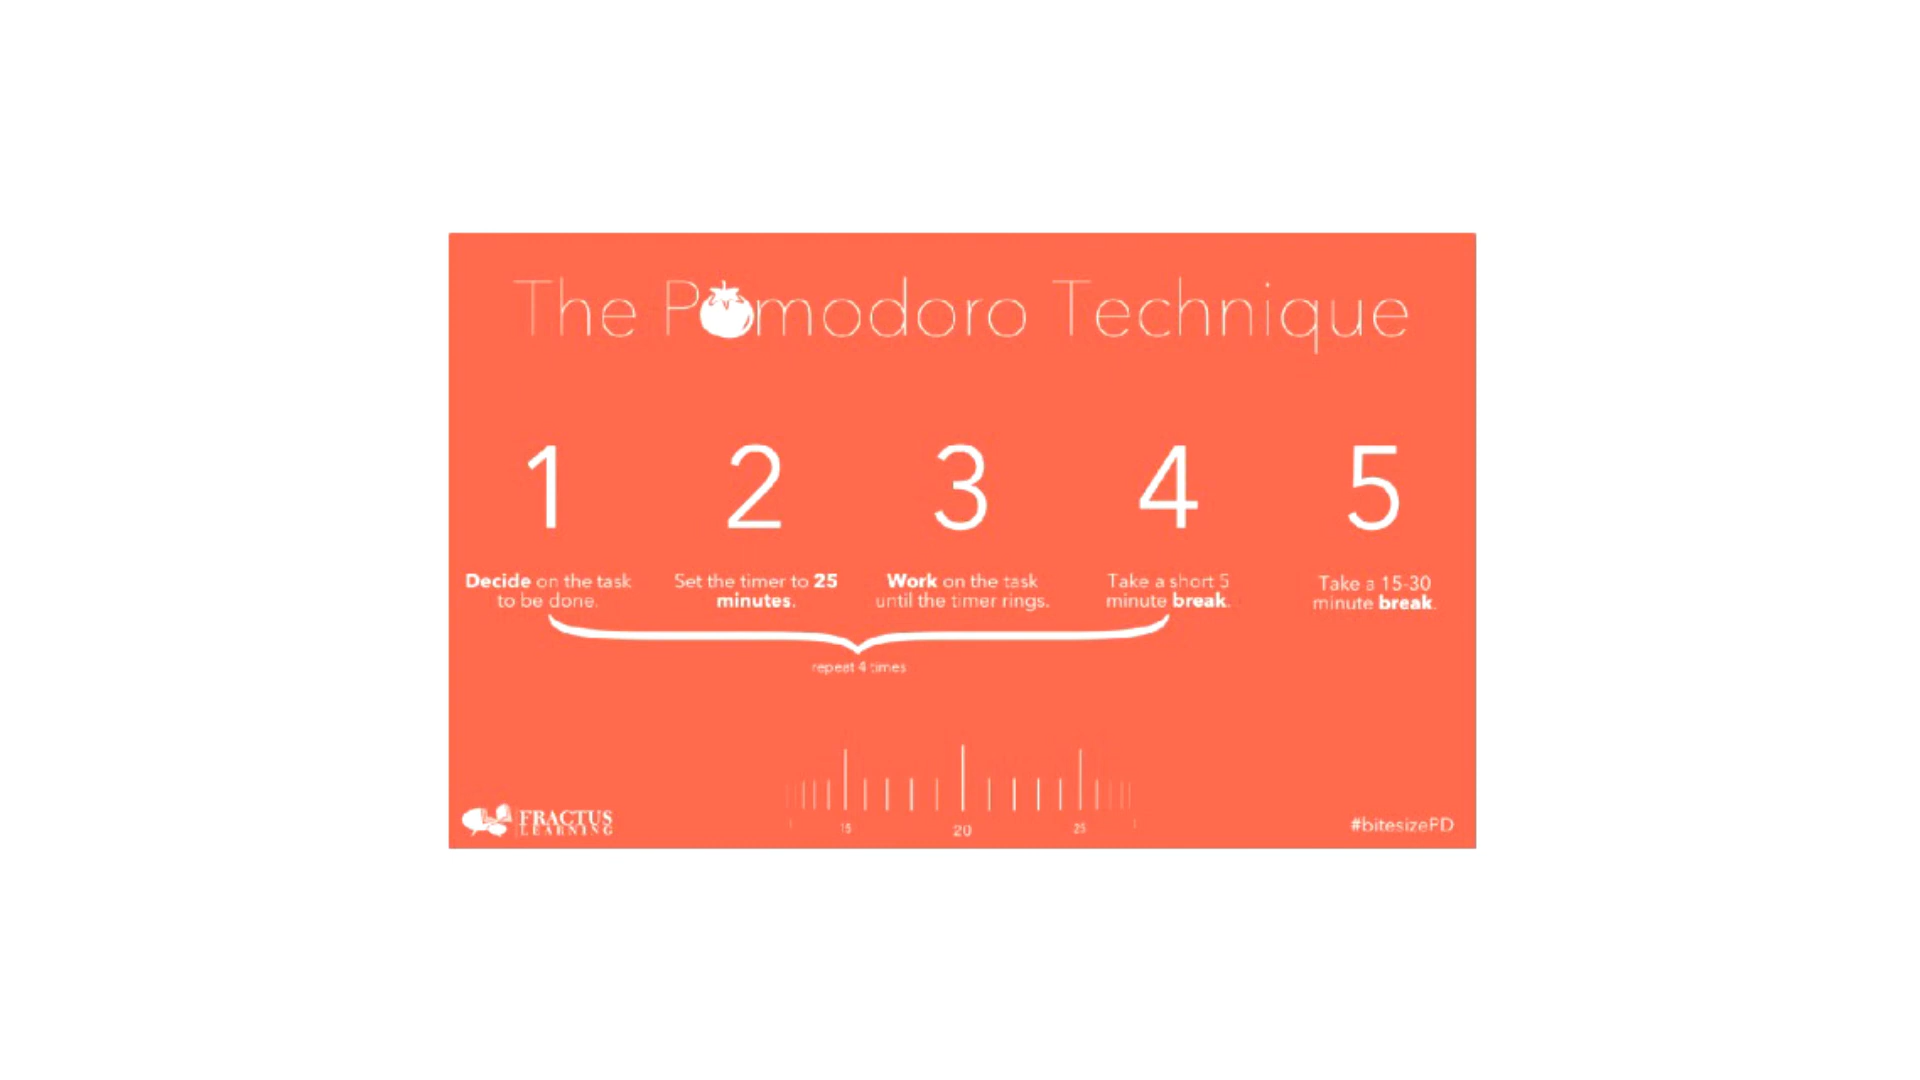 The Pomodoro Technique
1
2
3
4
5
Decide on the task
to be done.
Set the timer to 25
minutes.
Work on the task
until the timer rings.
Take a short 5
minute break.
Take a 15-30
minute break.
repeat 4 times
15
20
25
FRACTUS
LEARNING
#bitesizePD